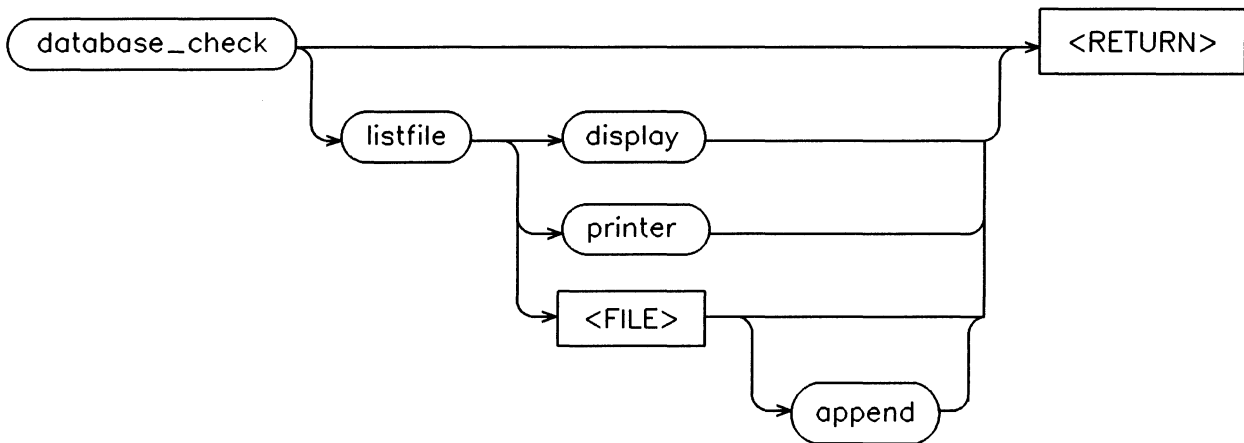 database_check
<RETURN>
listfile
display
printer
<FILE>
append